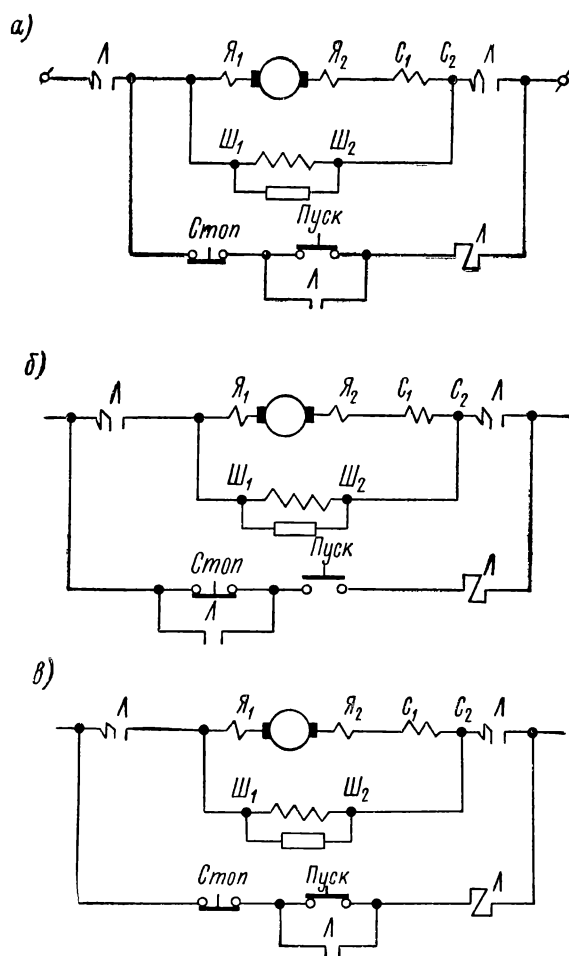 а)
Л Я₁ Я₂ С₁ С₂ Л
Ш₁ Ш₂
Стоп Пуск Л
Л
б)
Л Я₁ Я₂ С₁ С₂ Л
Ш₁ Ш₂
Стоп Пуск Л
Л
в)
Л Я₁ Я₂ С₁ С₂ Л
Ш₁ Ш₂
Стоп Пуск Л
Л